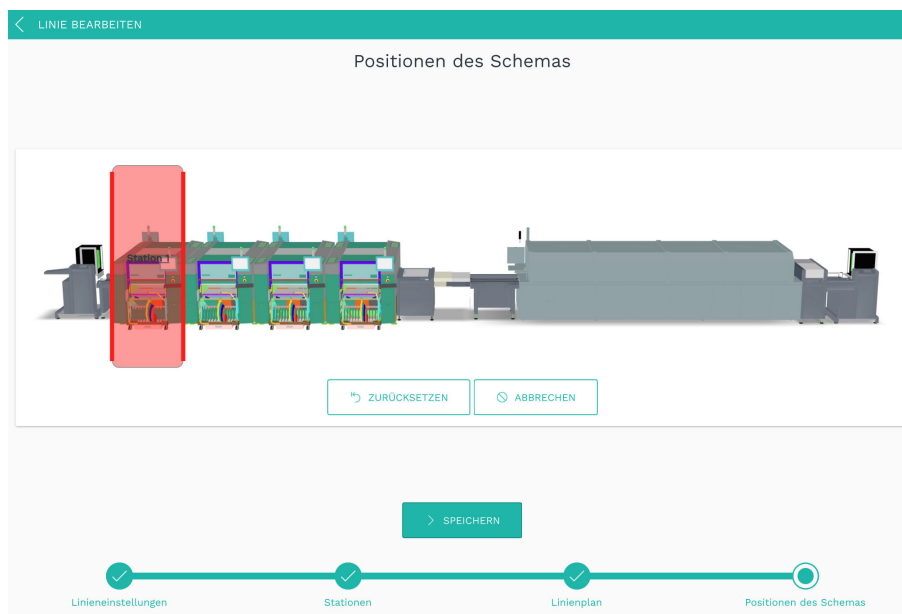 LINIE BEARBEITEN
Positionen des Schemas
Station 1
ZURÜCKSETZEN
ABBRECHEN
SPEICHERN
Linieneinstellungen
Stationen
Linienplan
Positionen des Schemas